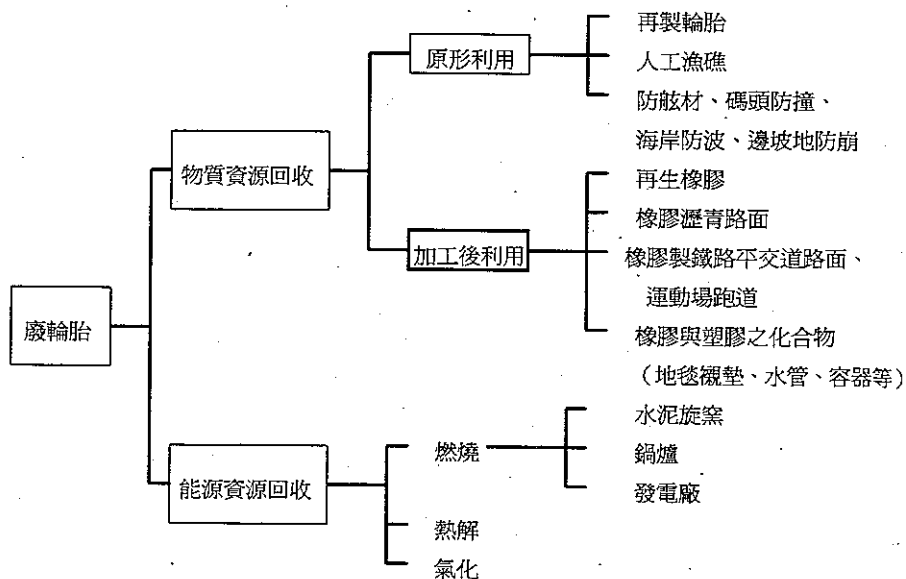 再製輪胎
原形利用
人工漁礁
防舷材、碼頭防撞、
海岸防波、邊坡地防崩
物質資源回收
再生橡膠
橡膠瀝青路面
加工後利用
橡膠製鐵路平交道路面、
運動場跑道
廢輪胎
橡膠與塑膠之化合物
（地毯襯墊、水管、容器等）
水泥旋窯
燃燒
鍋爐
能源資源回收
發電廠
熱解
氣化